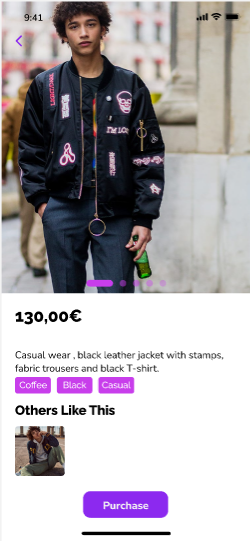 9:41
I'M LO
130,00€
Casual wear , black leather jacket with stamps,
fabric trousers and black T-shirt.
Coffee Black Casual
Others Like This
Purchase